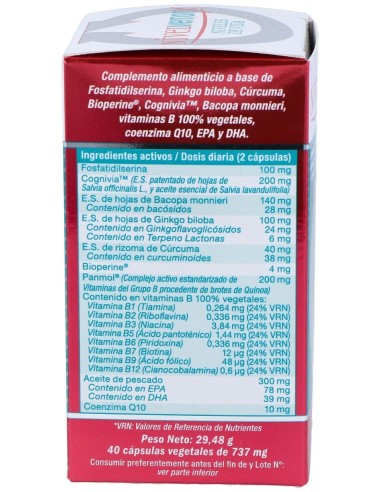 Complemento alimenticio a base de
Fosfatidilserina, Ginkgo biloba, Cúrcuma,
Bioperine®, Cognivia™, Bacopa monnieri,
vitaminas B 100% vegetales,
coenzima Q10, EPA y DHA.
Ingredientes activos / Dosis diaria (2 cápsulas)
Fosfatidilserina 100 mg
Cognivia™ (E.S. patentado de hojas de 200 mg
Salvia officinalis L., y aceite esencial de Salvia lavandulifolia)
E.S. de hojas de Bacopa monnieri 140 mg
Contenido en bacósidos 28 mg
E.S. de hojas de Ginkgo biloba 100 mg
Contenido en Ginkgoflavoglicósidos 24 mg
Contenido en Terpeno Lactonas 6 mg
E.S. de rizoma de Cúrcuma 40 mg
Contenido en curcuminoides 38 mg
Bioperine® 4 mg
Panmol® (Complejo activo estandarizado de 200 mg
Vitaminas del Grupo B procedente de brotes de Quinoa)
Contenido en vitaminas B 100% vegetales:
Vitamina B1 (Tiamina) 0,264 mg (24% VRN)
Vitamina B2 (Riboflavina) 0,336 mg (24% VRN)
Vitamina B3 (Niacina) 3,84 mg (24% VRN)
Vitamina B5 (Ácido pantoténico) 1,44 mg (24% VRN)
Vitamina B6 (Piridoxina) 0,336 mg (24% VRN)
Vitamina B7 (Biotina) 12 µg (24% VRN)
Vitamina B9 (Ácido fólico) 48 µg (24% VRN)
Vitamina B12 (Cianocobalamina) 0,6 µg (24% VRN)
Aceite de pescado 300 mg
Contenido en EPA 78 mg
Contenido en DHA 39 mg
Coenzima Q10 10 mg
*VRN: Valores de Referencia de Nutrientes
Peso Neto: 29,48 g
40 cápsulas vegetales de 737 mg
Consumir preferentemente antes del fin de y Lote Nº:
ver parte inferior